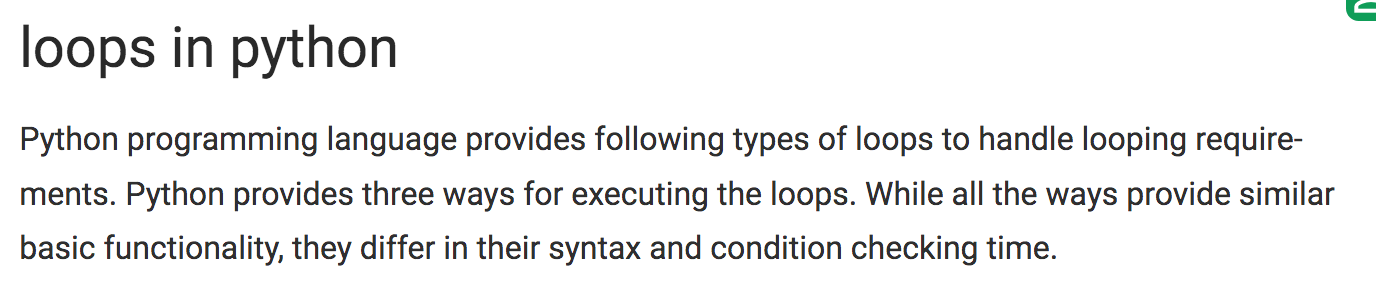 loops in python
Python programming language provides following types of loops to handle looping require-
ments. Python provides three ways for executing the loops. While all the ways provide similar
basic functionality, they differ in their syntax and condition checking time.